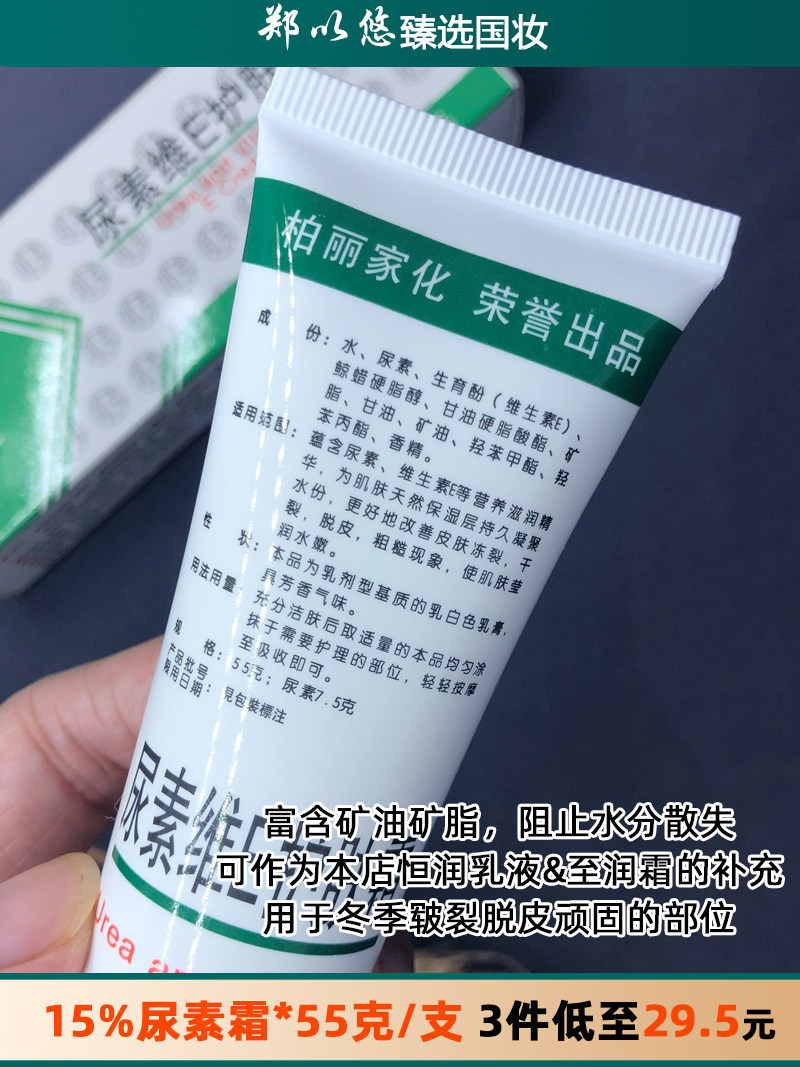 郑以悠臻选国妆
尿素维E护肤
柏丽家化 荣誉出品
成 份：水、尿素、生育酚（维生素E）、
鲸蜡硬脂醇、甘油硬脂酸酯、矿
脂、甘油、矿油、羟苯甲酯、羟
苯丙酯、香精。
适用范围：蕴含尿素、维生素E等营养滋润精
华，为肌肤天然保湿层持久凝聚
水份，更好地改善皮肤冻裂，干
裂，脱皮，粗糙现象，使肌肤莹
润水嫩。
性 状：本品为乳剂型基质的乳白色乳膏，
具芳香气味。
用法用量：充分洁肤后取适量的本品均匀涂
抹于需要护理的部位，轻轻按摩
至吸收即可。
规 格：55克；尿素7.5克
产品批号
限用日期：見包裝標注
尿素维E
Urea a
富含矿油矿脂，阻止水分散失
可作为本店恒润乳液&至润霜的补充
用于冬季皲裂脱皮顽固的部位
15%尿素霜*55克/支 3件低至29.5元